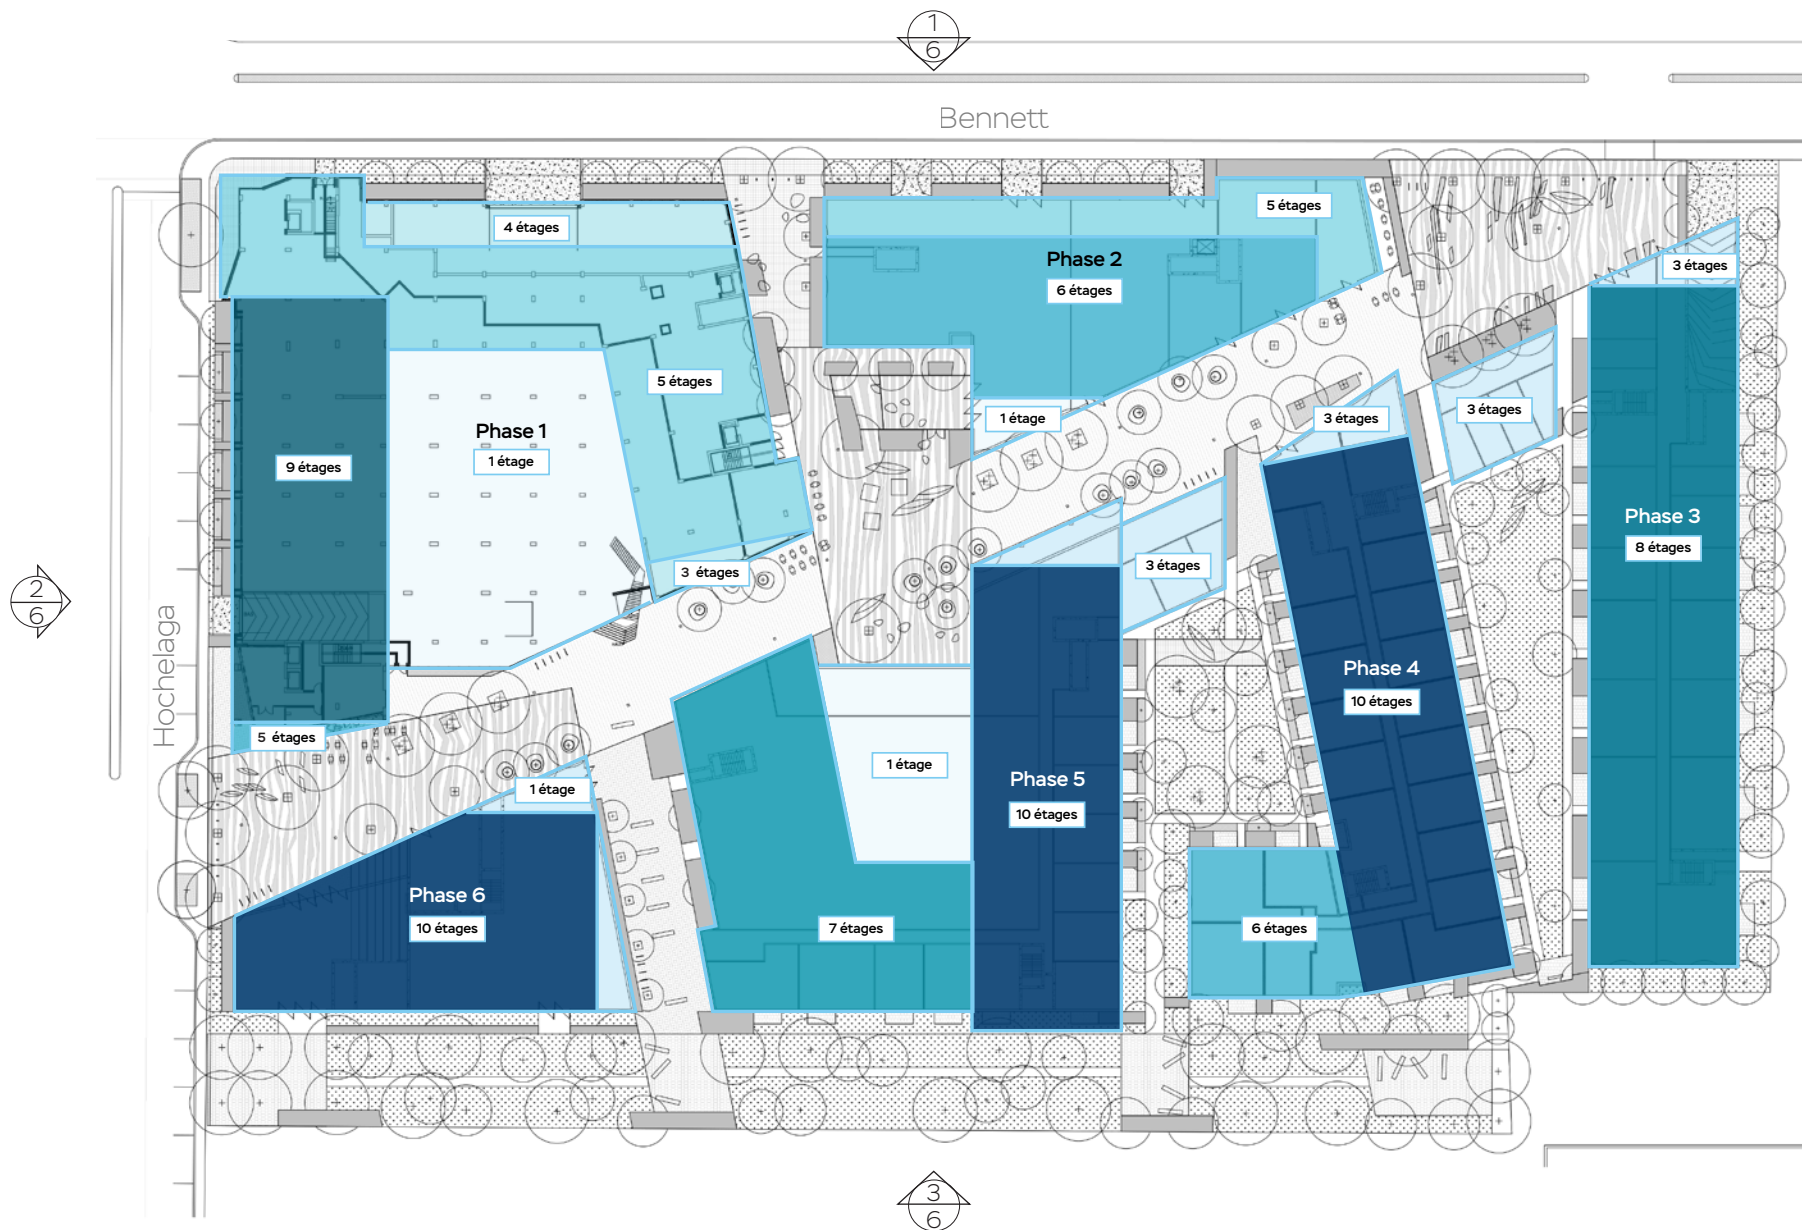 1
6
Bennett
4 étages
5 étages
Phase 2
6 étages
3 étages
5 étages
1 étage
3 étages
3 étages
Phase 1
1 étage
9 étages
Phase 3
8 étages
3 étages
3 étages
2
6
Hochelaga
Phase 4
10 étages
5 étages
1 étage
1 étage
Phase 5
10 étages
Phase 6
10 étages
7 étages
6 étages
3
6